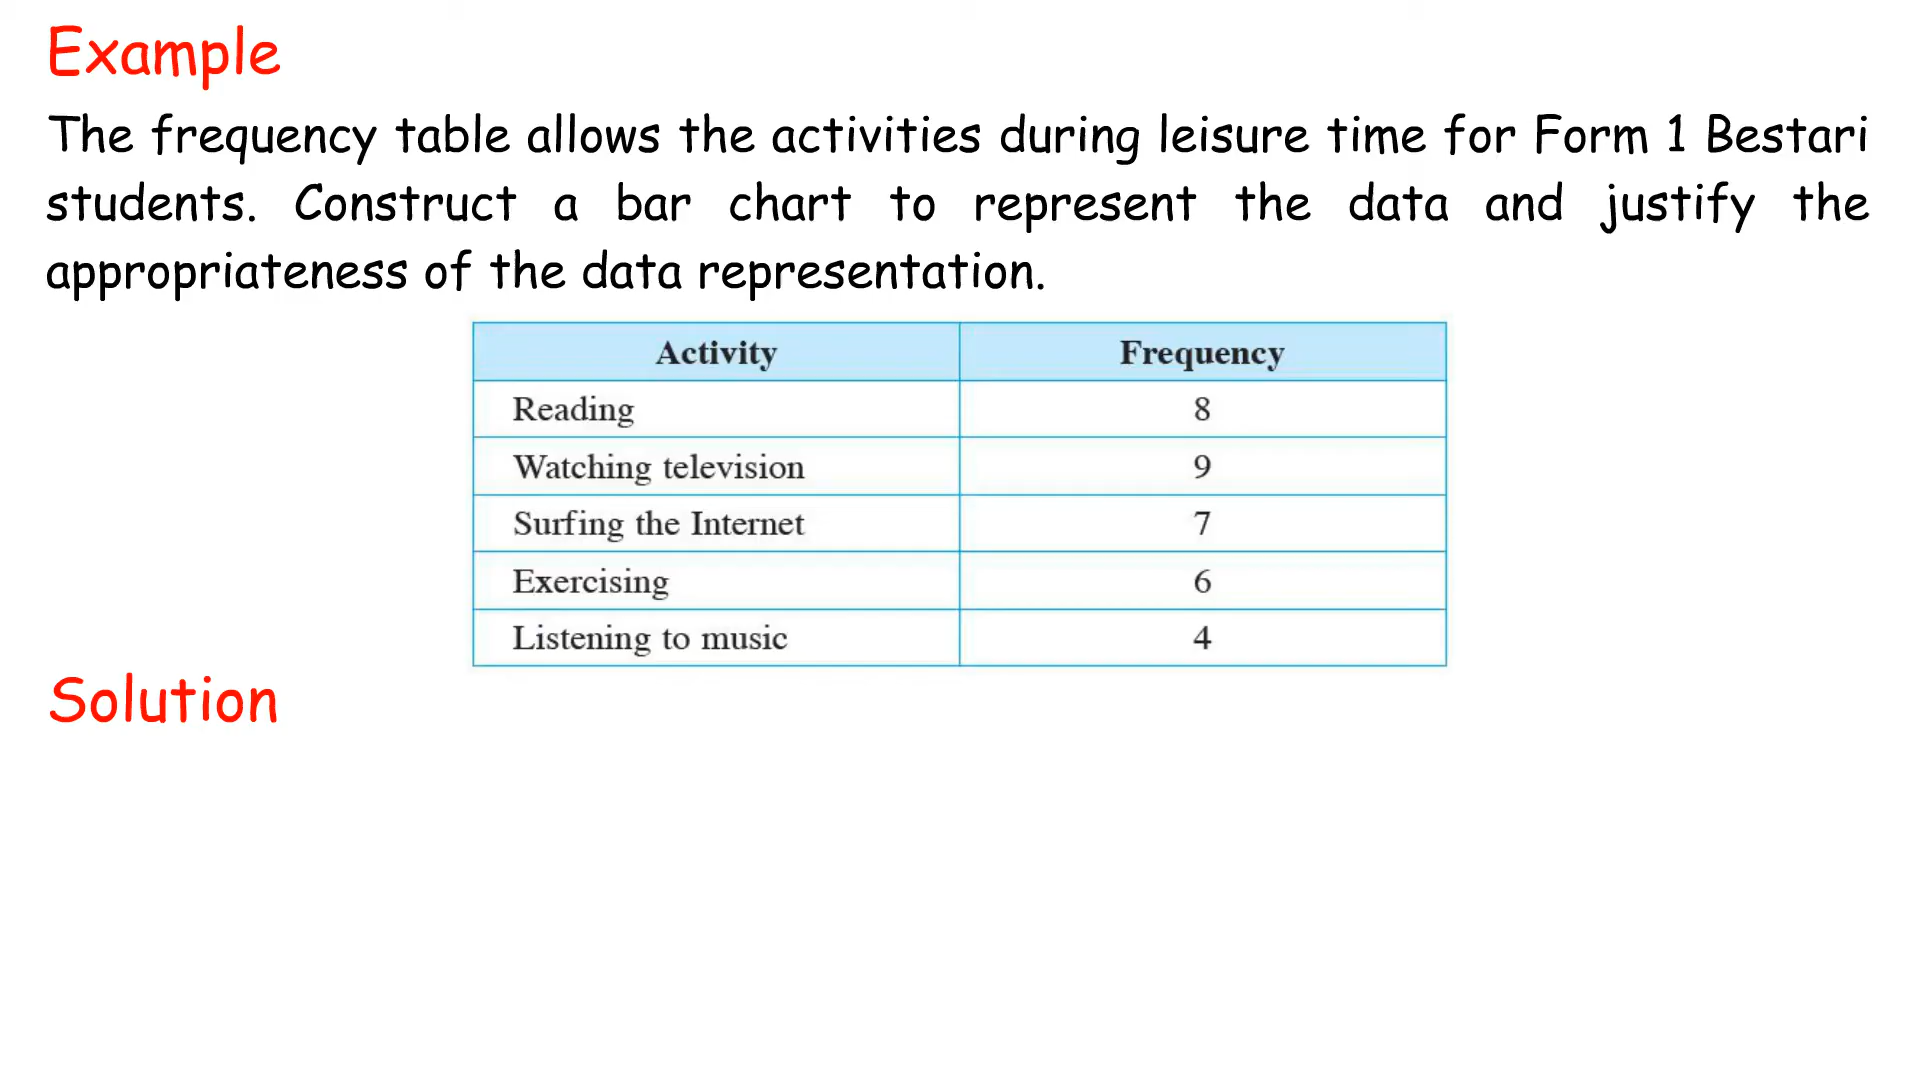 Example
The frequency table allows the activities during leisure time for Form 1 Bestari
students. Construct a bar chart to represent the data and justify the
appropriateness of the data representation.
Activity Frequency
Reading 8
Watching television 9
Surfing the Internet 7
Exercising 6
Listening to music 4
Solution